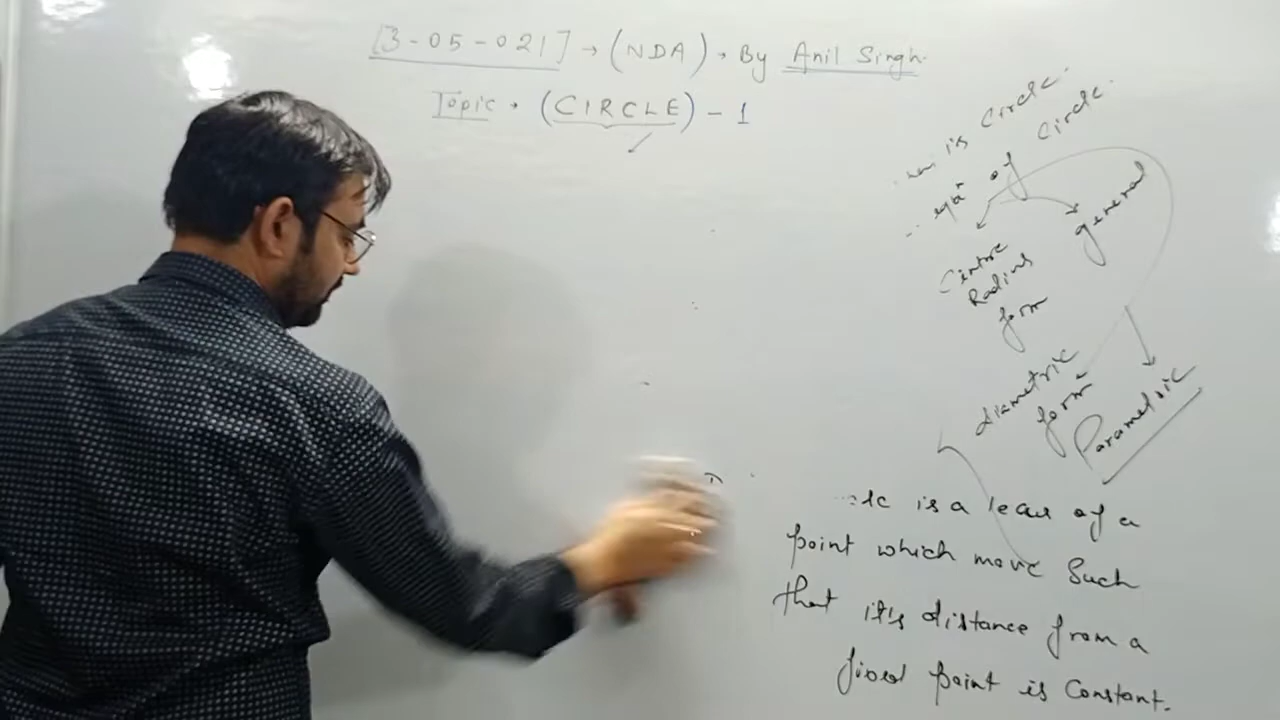 [3-05-021] → (NDA) • By Anil Singh.
Topic • (CIRCLE) - 1
is Circle.
eqⁿ of Circle.
general
Centre
Radius
form
diametric
form
Parametric
is a locus of a
point which move Such
that it's distance from a
fixed point is Constant.